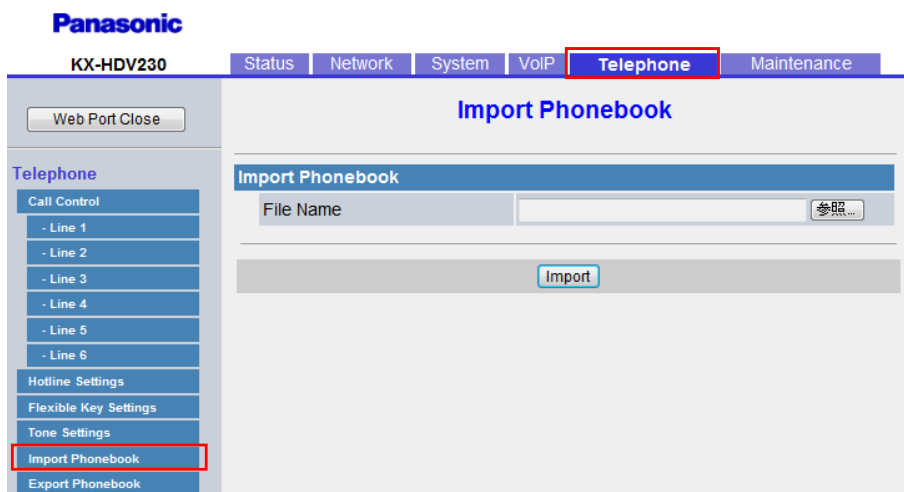 Panasonic
KX-HDV230
Status Network System VoIP Telephone Maintenance
Web Port Close
Import Phonebook
Telephone
Call Control
- Line 1
- Line 2
- Line 3
- Line 4
- Line 5
- Line 6
Hotline Settings
Flexible Key Settings
Tone Settings
Import Phonebook
Export Phonebook
Import Phonebook
File Name 参照...
Import